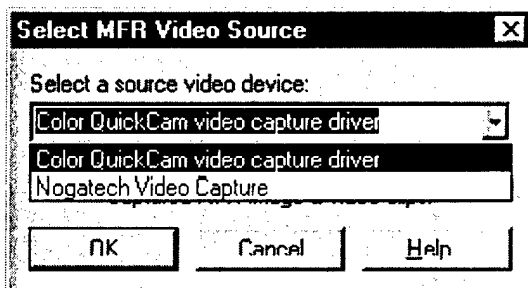 Select MFR Video Source
Select a source video device:
Color QuickCam video capture driver
Color QuickCam video capture driver
Nogatech Video Capture
OK Cancel Help